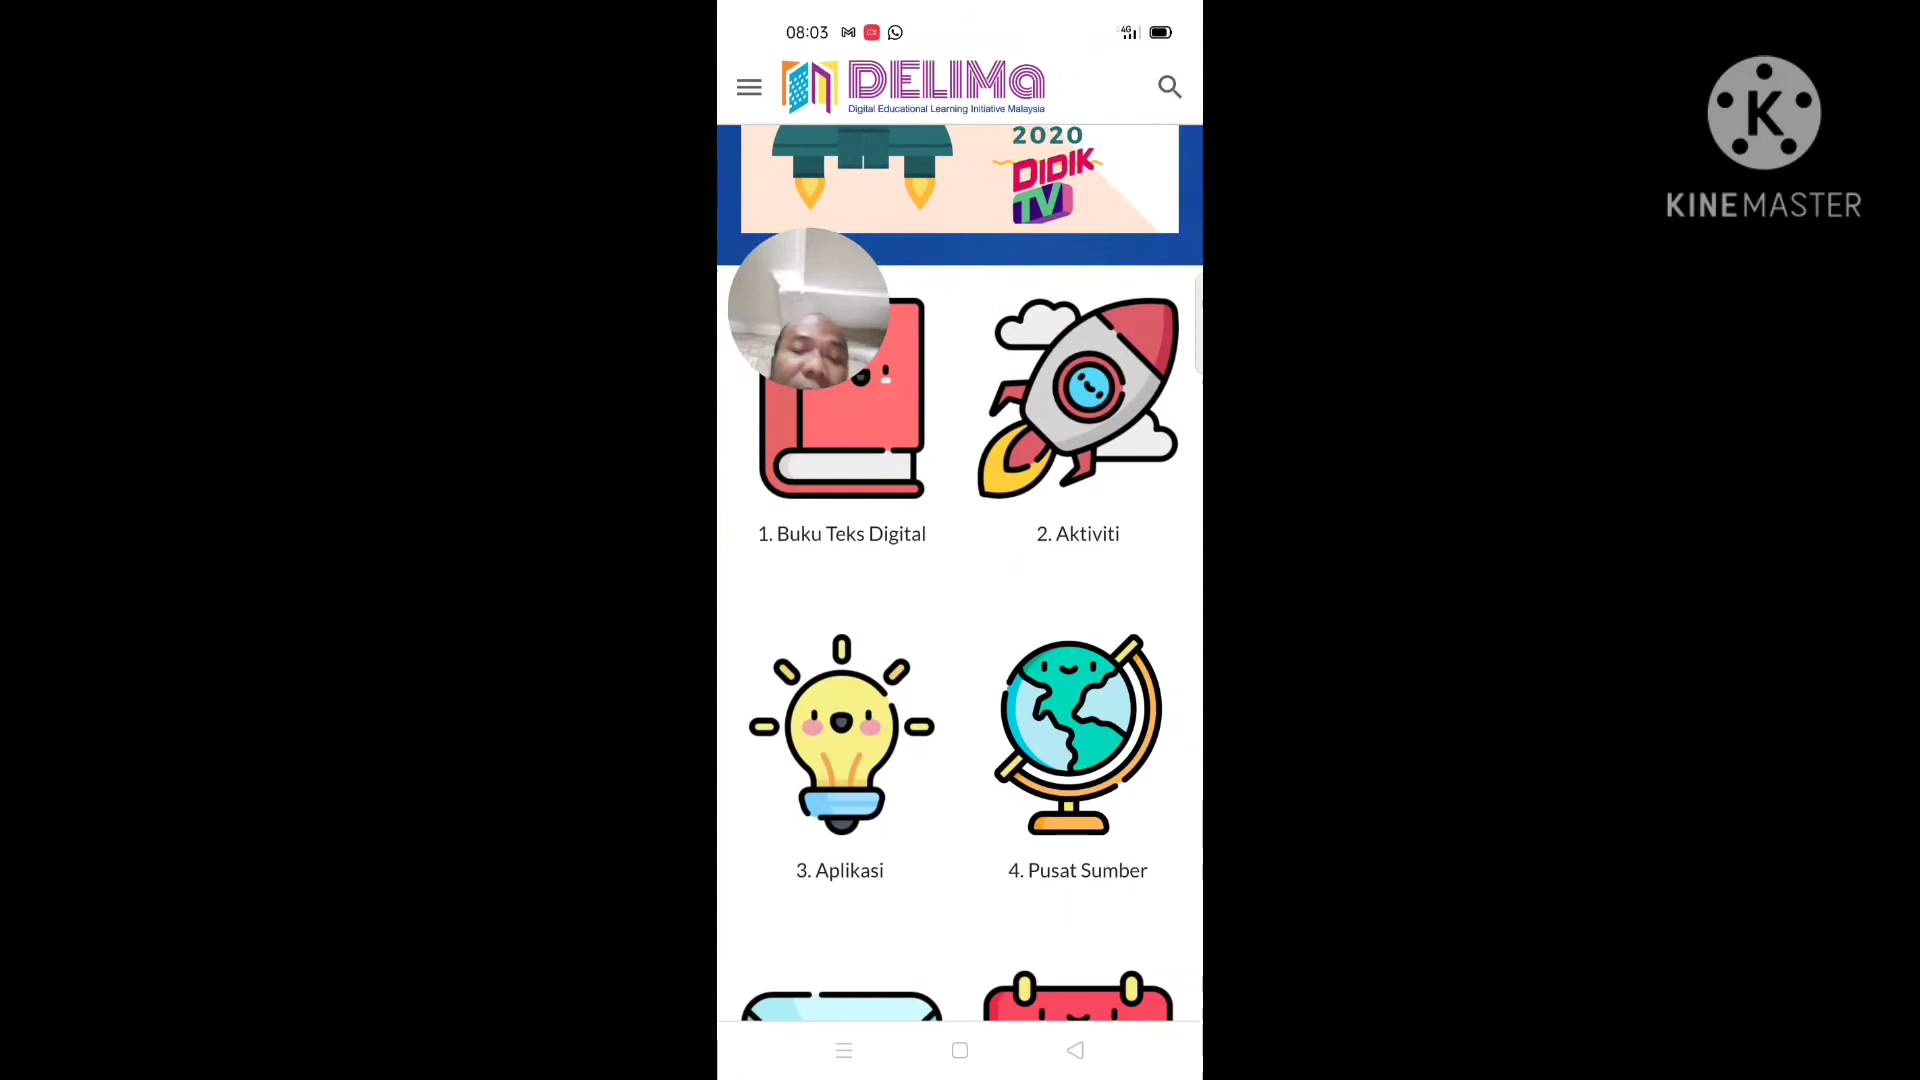 08:03
4G
DELIMa
Digital Educational Learning Initiative Malaysia
2020
DIDIK
TV
1. Buku Teks Digital
2. Aktiviti
3. Aplikasi
4. Pusat Sumber
K
KINEMASTER